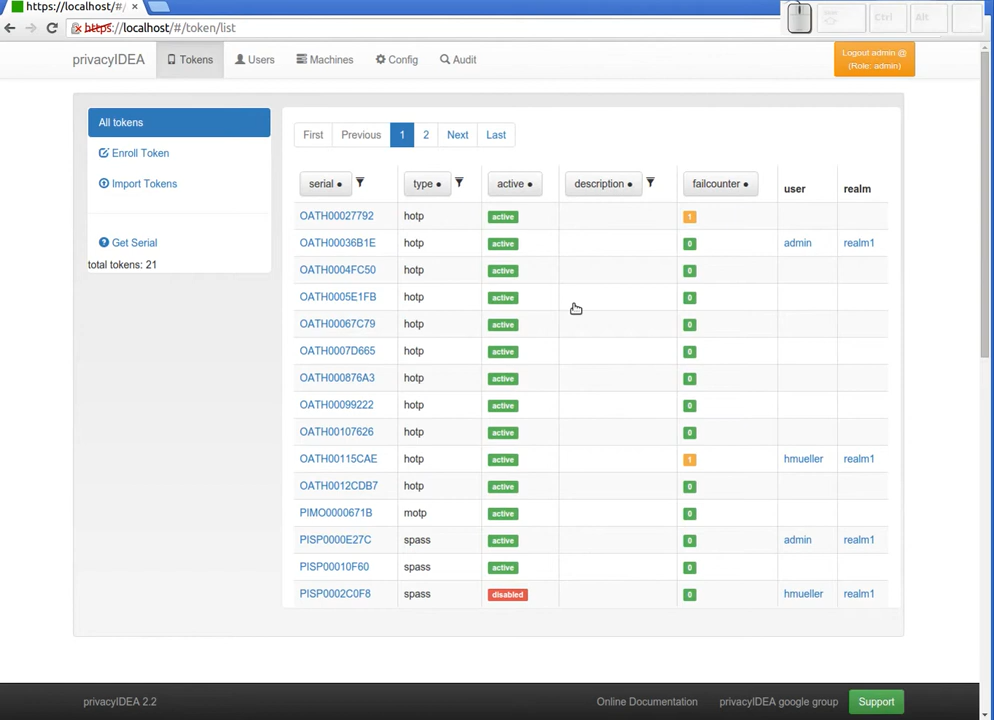 https://localhost/#/
https://localhost/#/token/list
Ctrl Alt
privacyIDEA Tokens Users Machines Config Audit
Logout admin @
(Role: admin)
All tokens
Enroll Token
Import Tokens
Get Serial
total tokens: 21
First Previous 1 2 Next Last
serial type active description failcounter user realm
OATH00027792 hotp active 1
OATH00036B1E hotp active 0 admin realm1
OATH0004FC50 hotp active 0
OATH0005E1FB hotp active 0
OATH00067C79 hotp active 0
OATH0007D665 hotp active 0
OATH000876A3 hotp active 0
OATH00099222 hotp active 0
OATH00107626 hotp active 0
OATH00115CAE hotp active 1 hmueller realm1
OATH0012CDB7 hotp active 0
PIMO0000671B motp active 0
PISP0000E27C spass active 0 admin realm1
PISP00010F60 spass active 0
PISP0002C0F8 spass disabled 0 hmueller realm1
privacyIDEA 2.2 Online Documentation privacyIDEA google group Support